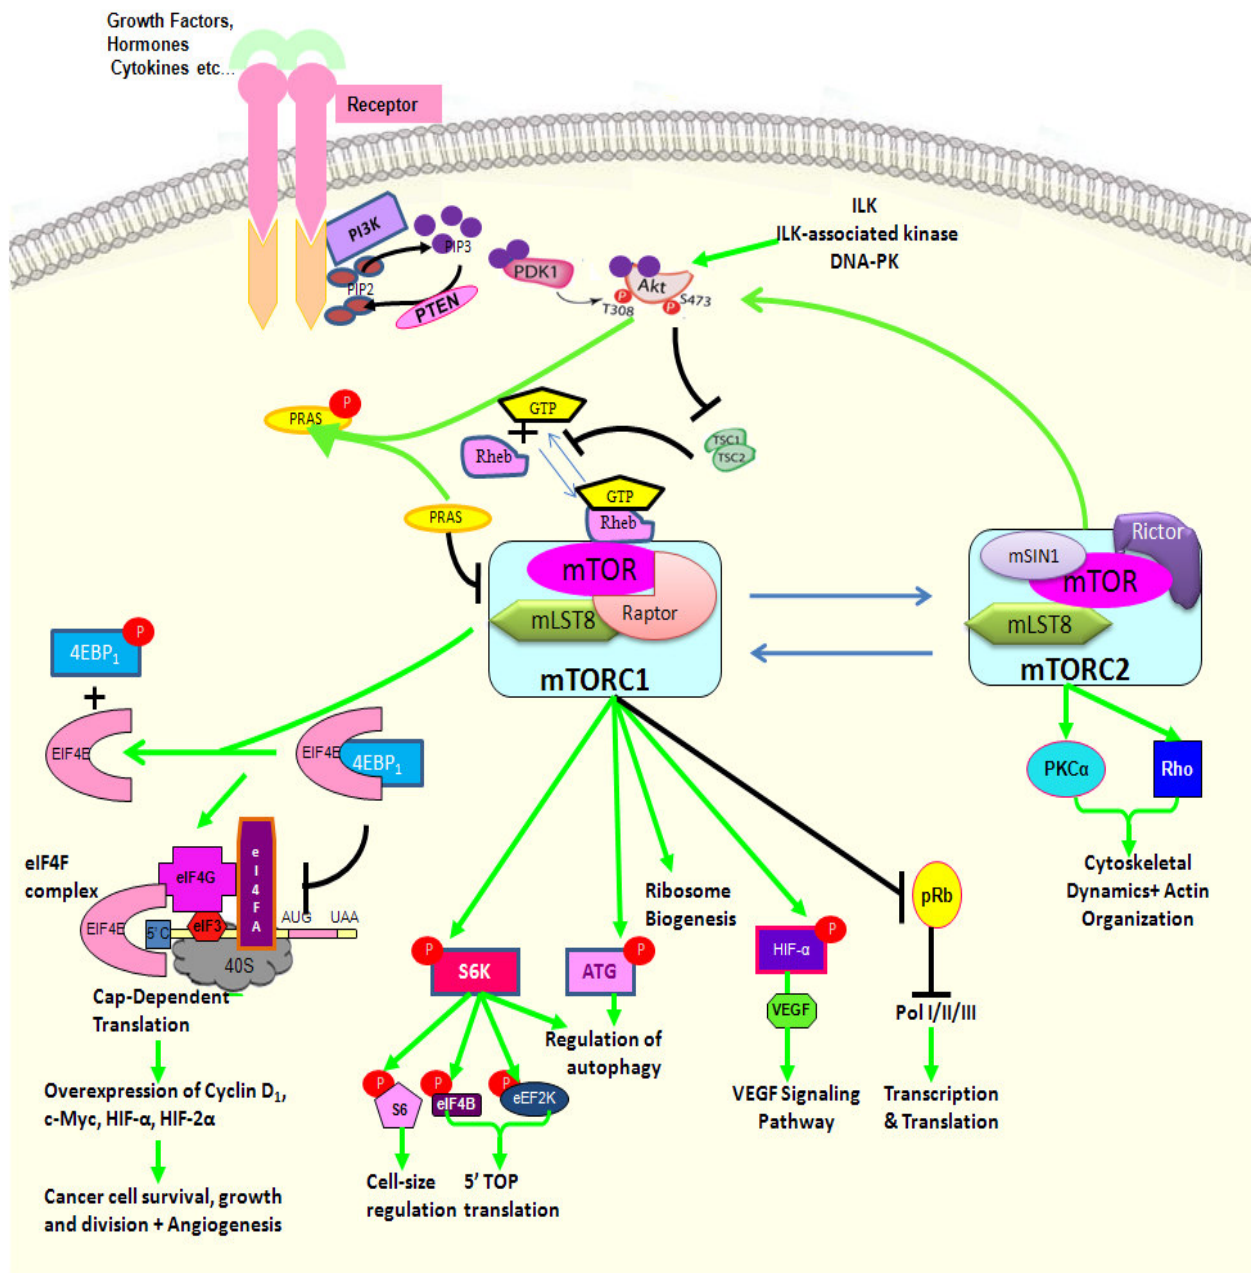 Growth Factors,
Hormones
Cytokines etc...
Receptor
PI3K
PIP3
PIP2
PTEN
PDK1
Akt
P
T308
P
S473
ILK
ILK-associated kinase
DNA-PK
PRAS
P
GTP
+
Rheb
TSC1
TSC2
GTP
Rheb
PRAS
mTOR
mLST8
Raptor
mTORC1
mSIN1
Rictor
mTOR
mLST8
mTORC2
4EBP1
P
+
EIF4E
EIF4E
4EBP1
PKCα
Rho
Cytoskeletal
Dynamics+ Actin
Organization
eIF4F
complex
eIF4G
eI4FA
EIF4E
5' C
eIF3
AUG
UAA
40S
Cap-Dependent
Translation
Overexpression of Cyclin D1,
c-Myc, HIF-α, HIF-2α
Cancer cell survival, growth
and division + Angiogenesis
Ribosome
Biogenesis
P
S6K
ATG
P
Regulation of
autophagy
P
S6
P
eIF4B
P
eEF2K
Cell-size
regulation
5' TOP
translation
HIF-α
P
VEGF
VEGF Signaling
Pathway
pRb
Pol I/II/III
Transcription
& Translation